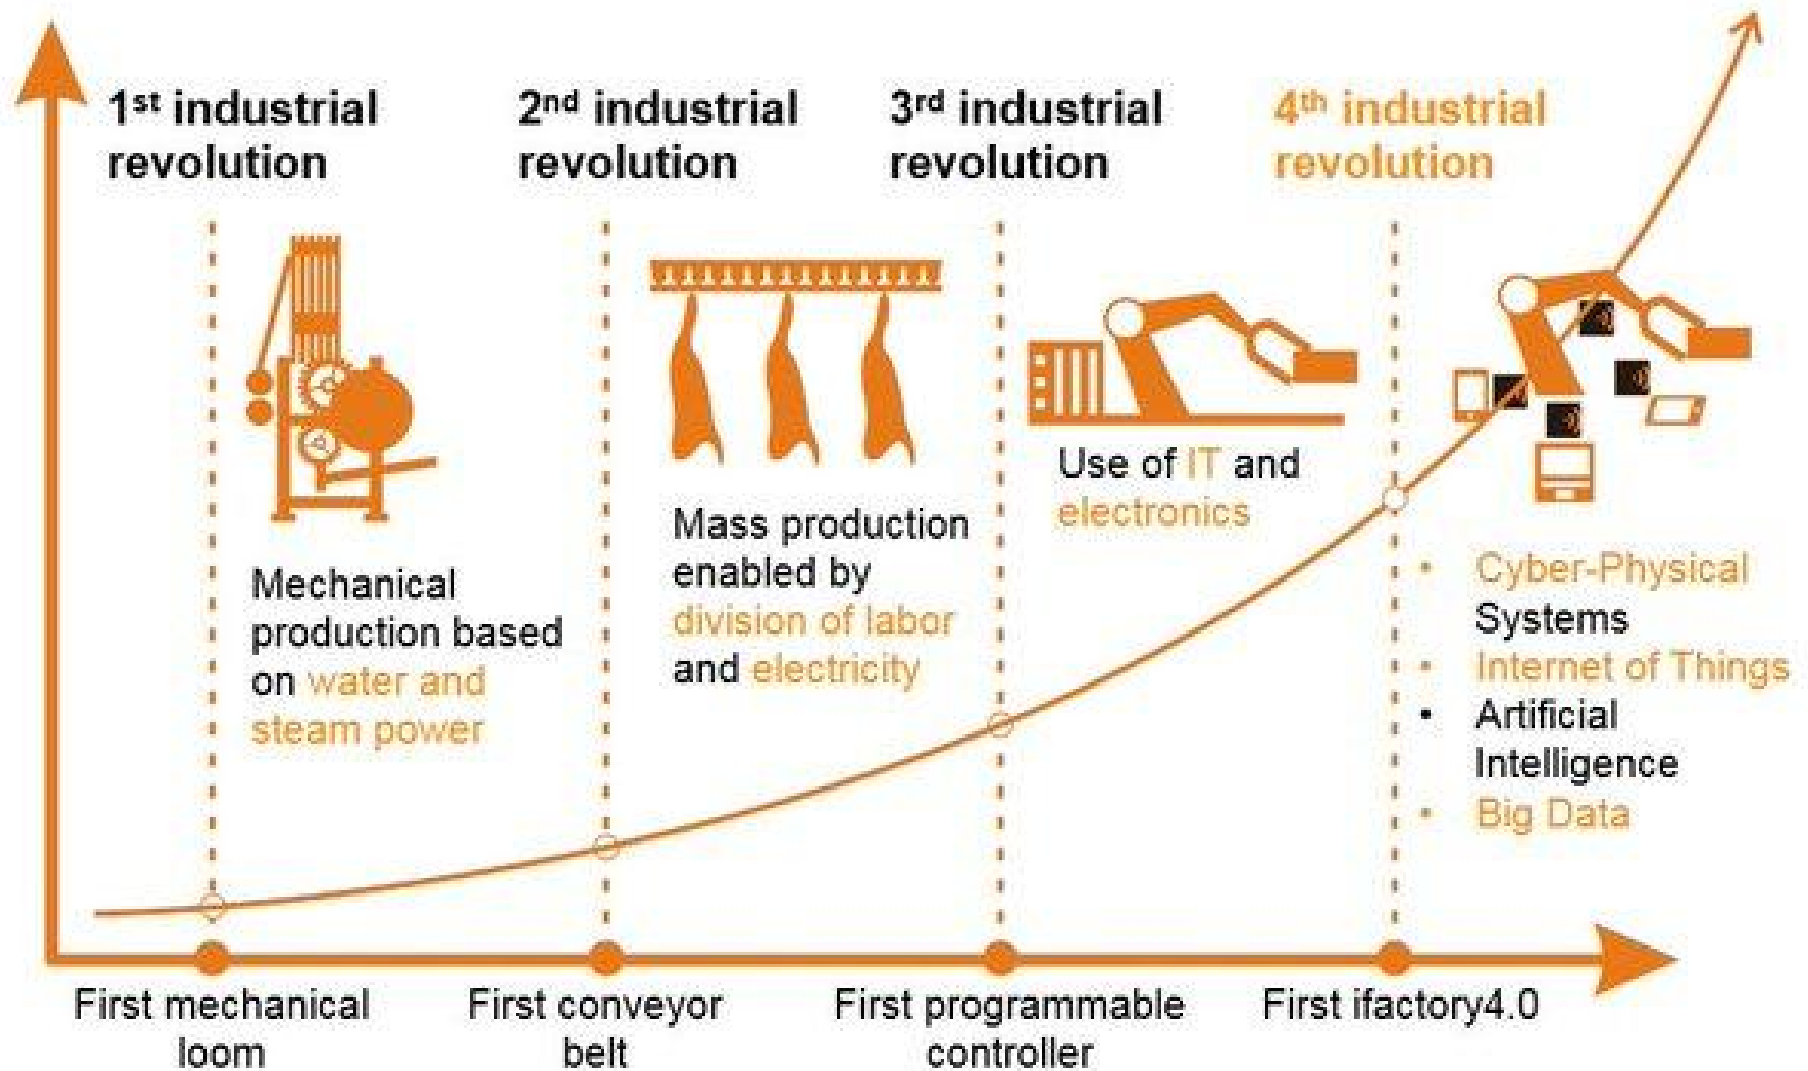 1st industrial
revolution
2nd industrial
revolution
3rd industrial
revolution
4th industrial
revolution
Mechanical
production based
on water and
steam power
Mass production
enabled by
division of labor
and electricity
Use of IT and
electronics
• Cyber-Physical
Systems
• Internet of Things
• Artificial
Intelligence
• Big Data
First mechanical
loom
First conveyor
belt
First programmable
controller
First ifactory4.0